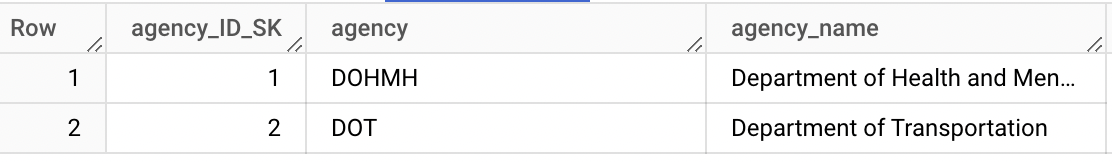 Row agency_ID_SK agency agency_name
1 1 DOHMH Department of Health and Men...
2 2 DOT Department of Transportation